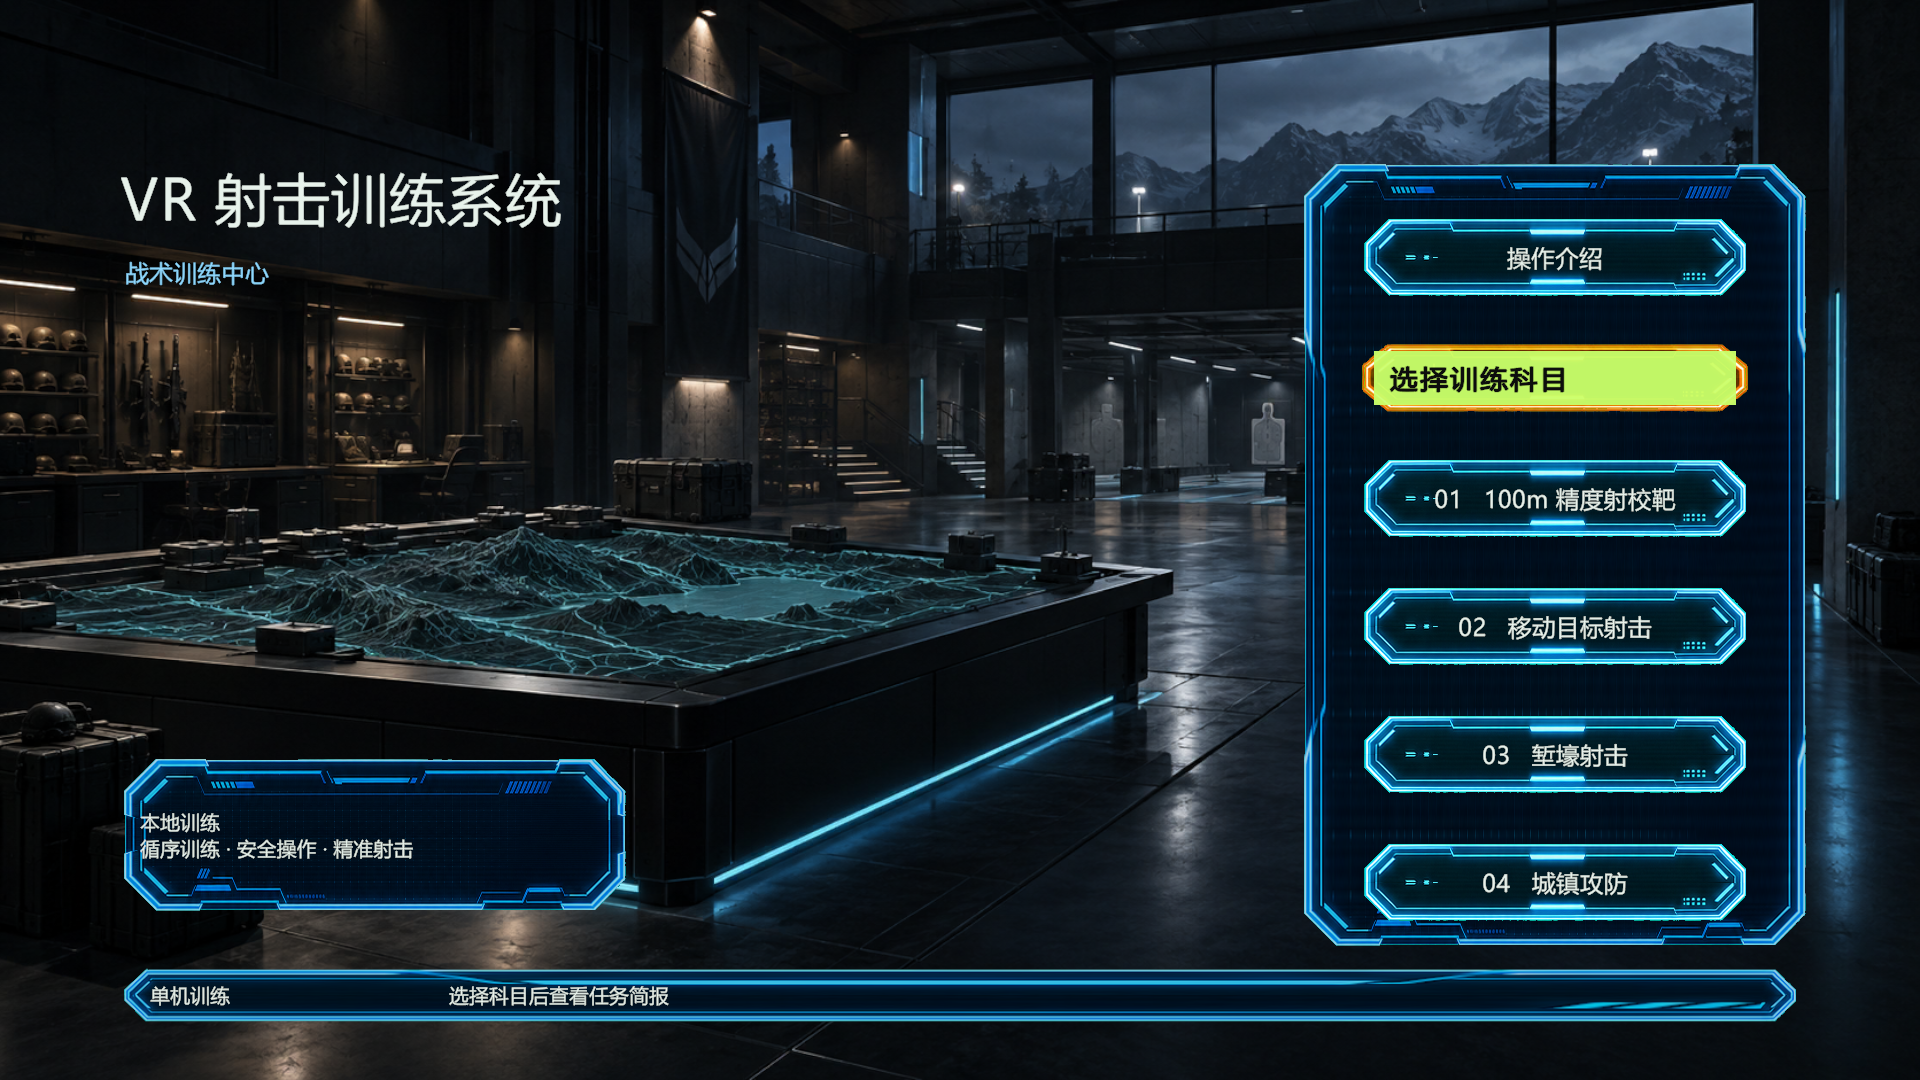 VR 射击训练系统
战术训练中心
操作介绍
选择训练科目
01 100m 精度射校靶
02 移动目标射击
03 堑壕射击
04 城镇攻防
本地训练
循序训练 · 安全操作 · 精准射击
单机训练 选择科目后查看任务简报